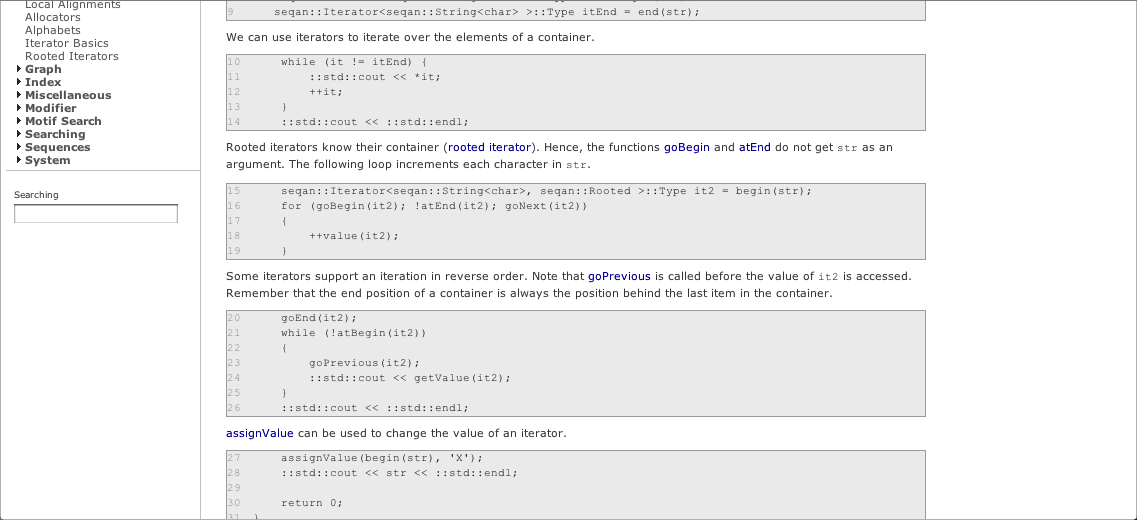 Local Alignments
Allocators
Alphabets
Iterator Basics
Rooted Iterators
Graph
Index
Miscellaneous
Modifier
Motif Search
Searching
Sequences
System
Searching
9 seqan::Iterator<seqan::String<char> >::Type itEnd = end(str);
We can use iterators to iterate over the elements of a container.
10 while (it != itEnd) {
11 ::std::cout << *it;
12 ++it;
13 }
14 ::std::cout << ::std::endl;
Rooted iterators know their container (rooted iterator). Hence, the functions goBegin and atEnd do not get str as an
argument. The following loop increments each character in str.
15 seqan::Iterator<seqan::String<char>, seqan::Rooted >::Type it2 = begin(str);
16 for (goBegin(it2); !atEnd(it2); goNext(it2))
17 {
18 ++value(it2);
19 }
Some iterators support an iteration in reverse order. Note that goPrevious is called before the value of it2 is accessed.
Remember that the end position of a container is always the position behind the last item in the container.
20 goEnd(it2);
21 while (!atBegin(it2))
22 {
23 goPrevious(it2);
24 ::std::cout << getValue(it2);
25 }
26 ::std::cout << ::std::endl;
assignValue can be used to change the value of an iterator.
27 assignValue(begin(str), 'X');
28 ::std::cout << str << ::std::endl;
29
30 return 0;
31 }